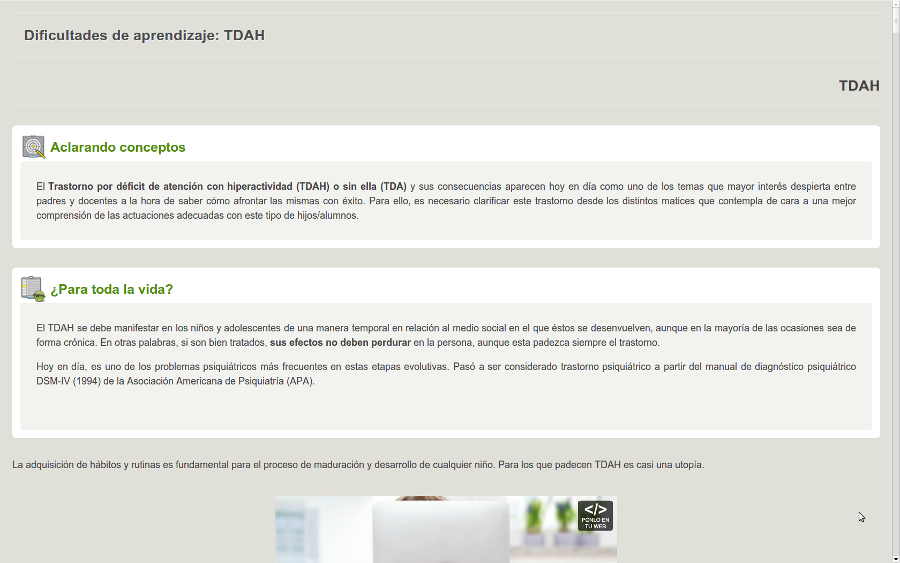 Dificultades de aprendizaje: TDAH
TDAH
Aclarando conceptos
El Trastorno por déficit de atención con hiperactividad (TDAH) o sin ella (TDA) y sus consecuencias aparecen hoy en día como uno de los temas que mayor interés despierta entre
padres y docentes a la hora de saber cómo afrontar las mismas con éxito. Para ello, es necesario clarificar este trastorno desde los distintos matices que contempla de cara a una mejor
comprensión de las actuaciones adecuadas con este tipo de hijos/alumnos.
¿Para toda la vida?
El TDAH se debe manifestar en los niños y adolescentes de una manera temporal en relación al medio social en el que éstos se desenvuelven, aunque en la mayoría de las ocasiones sea de
forma crónica. En otras palabras, si son bien tratados, sus efectos no deben perdurar en la persona, aunque esta padezca siempre el trastorno.
Hoy en día, es uno de los problemas psiquiátricos más frecuentes en estas etapas evolutivas. Pasó a ser considerado trastorno psiquiátrico a partir del manual de diagnóstico psiquiátrico
DSM-IV (1994) de la Asociación Americana de Psiquiatría (APA).
La adquisición de hábitos y rutinas es fundamental para el proceso de maduración y desarrollo de cualquier niño. Para los que padecen TDAH es casi una utopía.
</>
PONLO EN
TU WEB